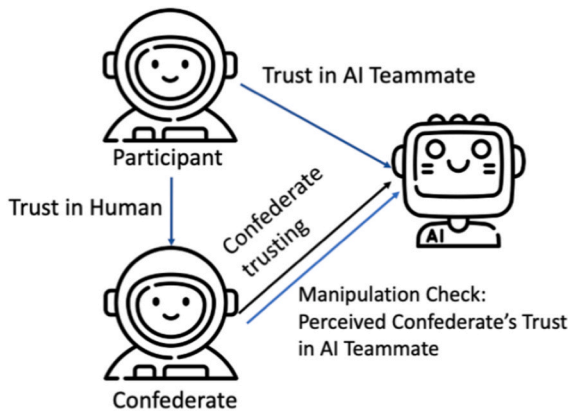 Trust in AI Teammate
Participant
Trust in Human
Confederate
trusting
AI
Manipulation Check:
Perceived Confederate's Trust
in AI Teammate
Confederate